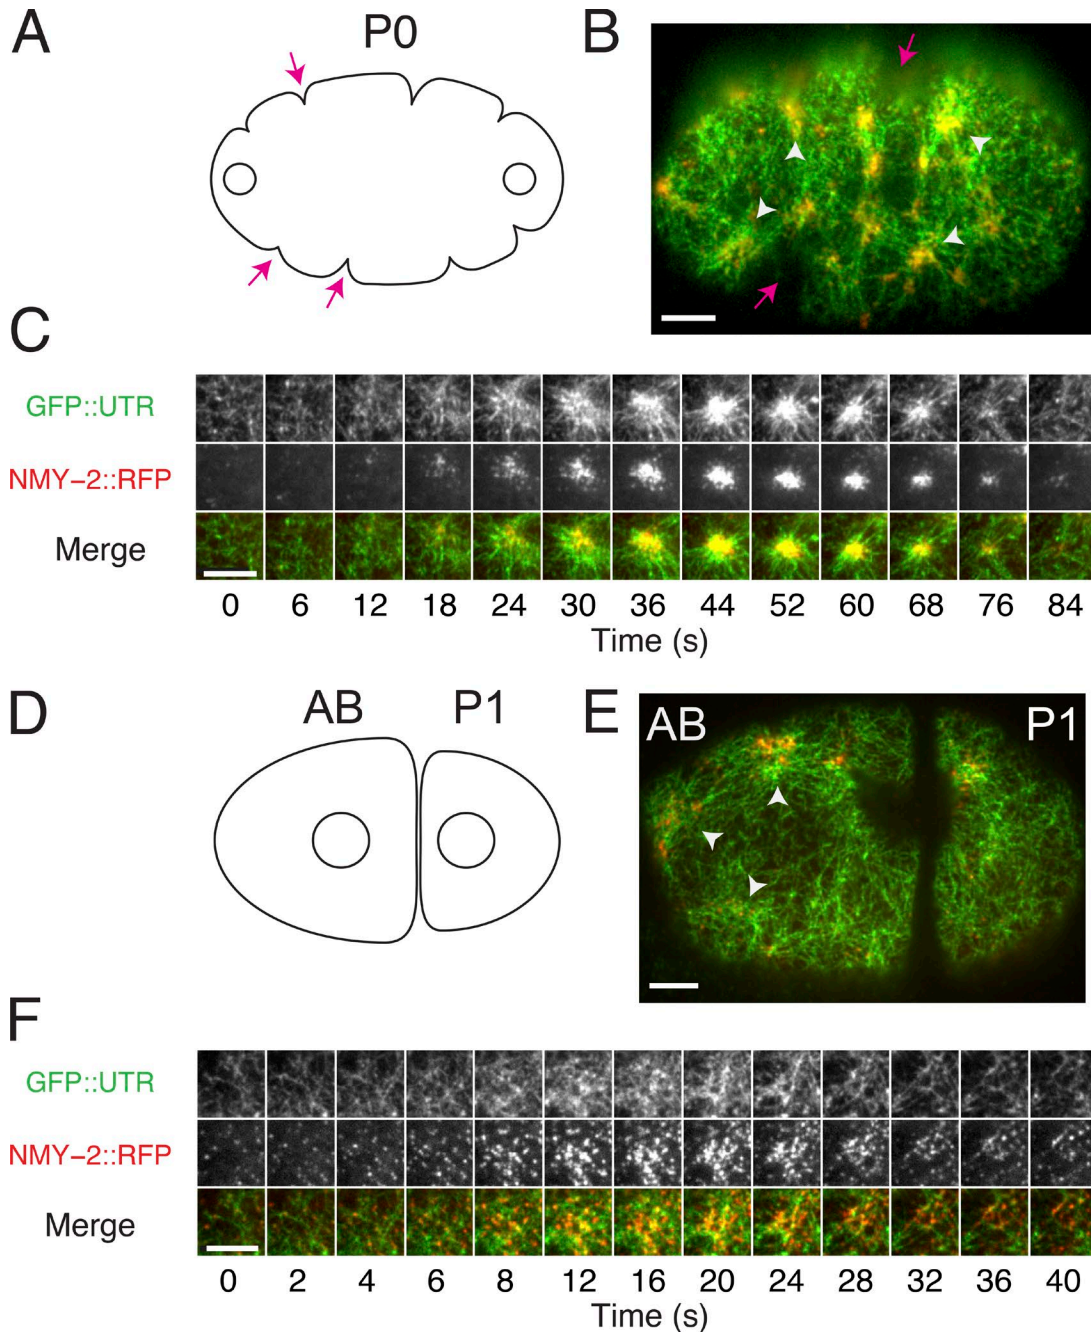 A
P0
B
C
GFP::UTR
NMY−2::RFP
Merge
0 6 12 18 24 30 36 44 52 60 68 76 84
Time (s)
D
AB P1
E
AB P1
F
GFP::UTR
NMY−2::RFP
Merge
0 2 4 6 8 12 16 20 24 28 32 36 40
Time (s)